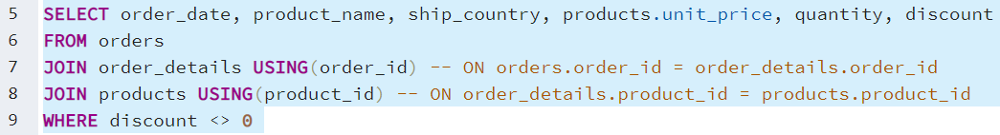 5 SELECT order_date, product_name, ship_country, products.unit_price, quantity, discount
6 FROM orders
7 JOIN order_details USING(order_id) -- ON orders.order_id = order_details.order_id
8 JOIN products USING(product_id) -- ON order_details.product_id = products.product_id
9 WHERE discount <> 0